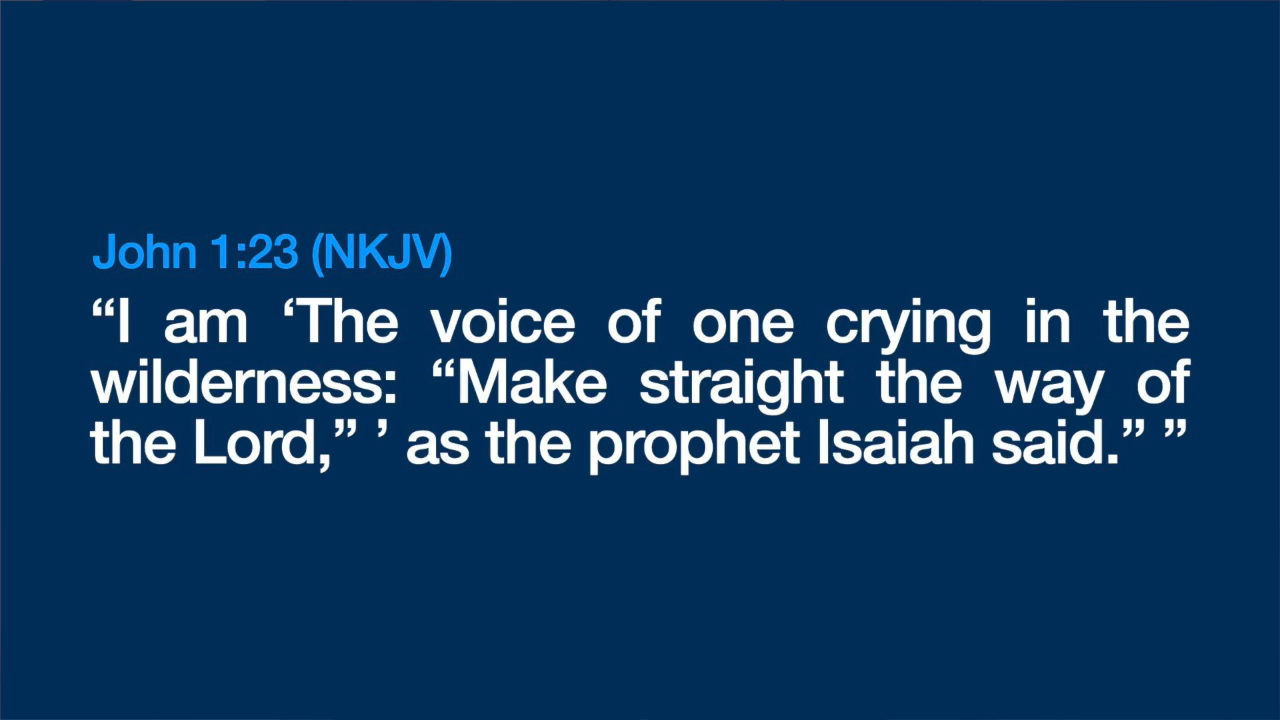 John 1:23 (NKJV)
“I am ‘The voice of one crying in the
wilderness: “Make straight the way of
the Lord,” ’ as the prophet Isaiah said.” ”